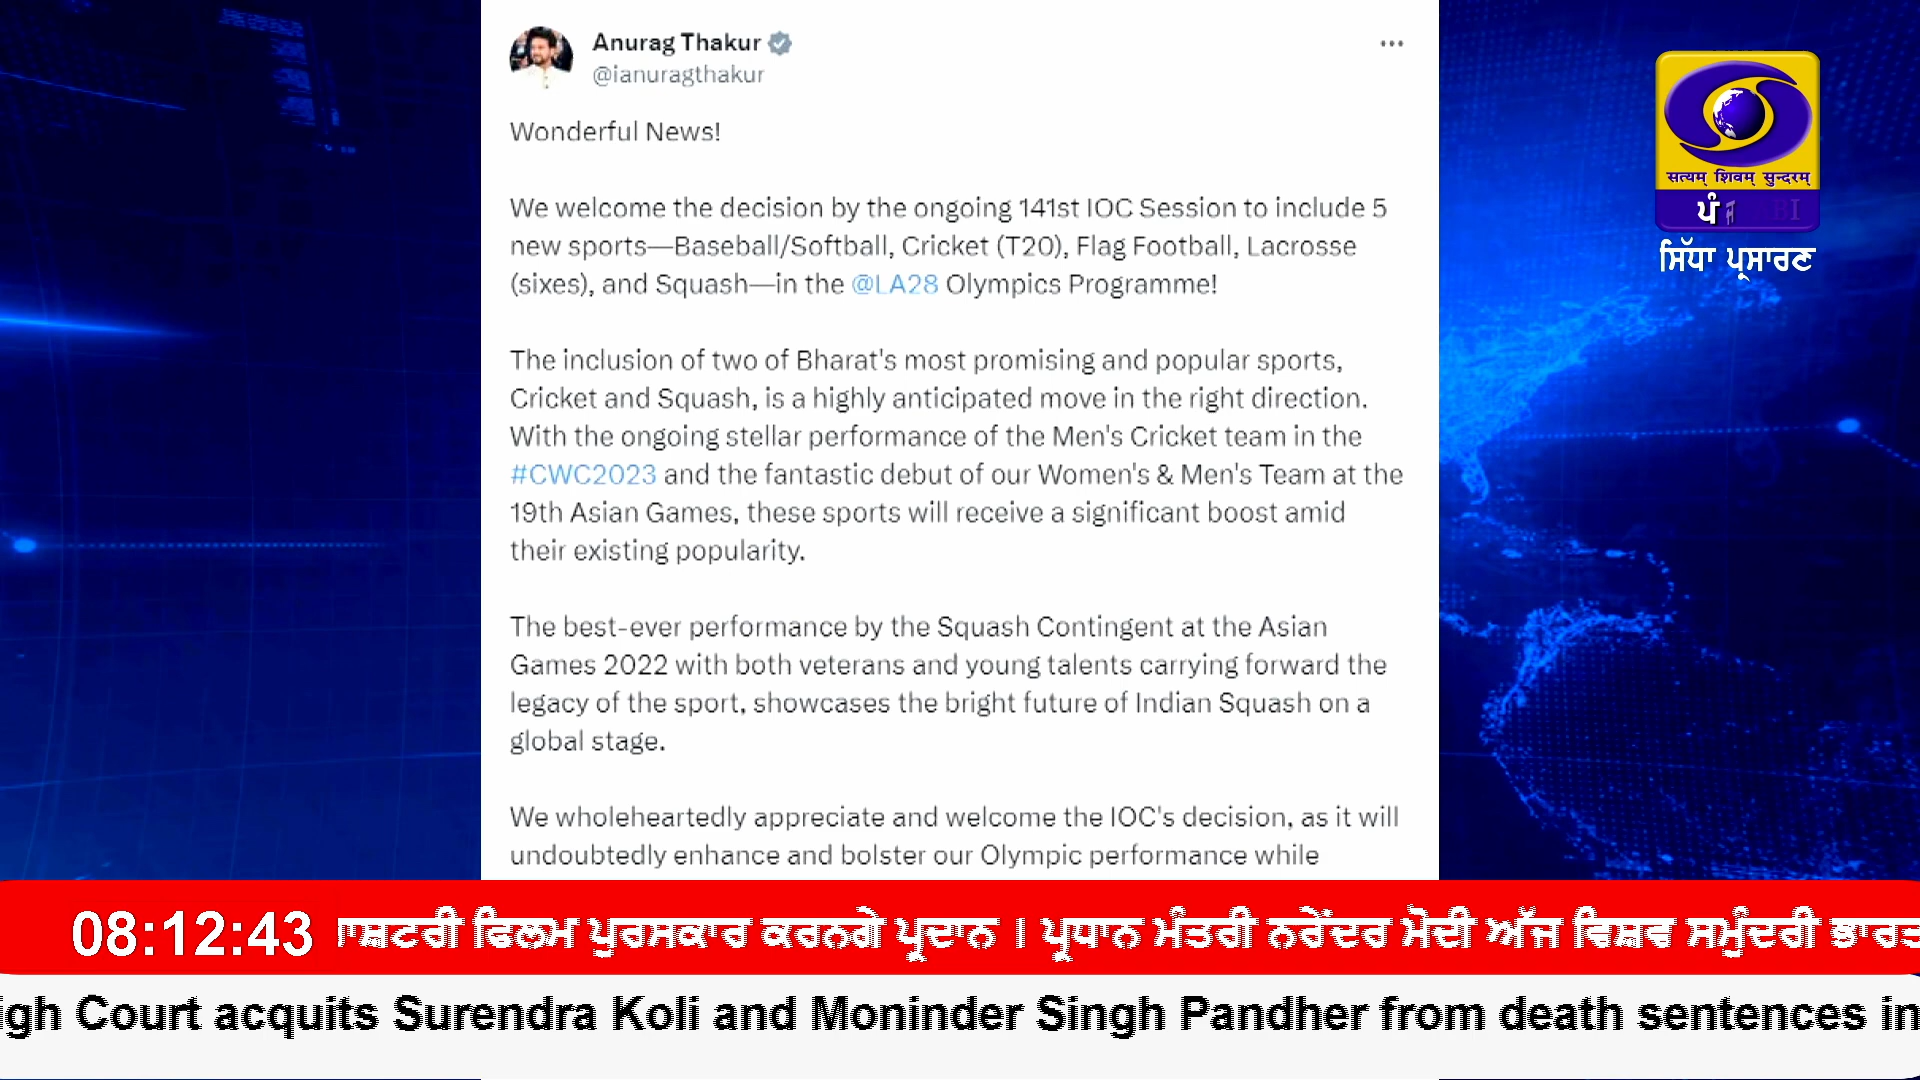 Anurag Thakur
@ianuragthakur
Wonderful News!
We welcome the decision by the ongoing 141st IOC Session to include 5
new sports—Baseball/Softball, Cricket (T20), Flag Football, Lacrosse
(sixes), and Squash—in the @LA28 Olympics Programme!
The inclusion of two of Bharat's most promising and popular sports,
Cricket and Squash, is a highly anticipated move in the right direction.
With the ongoing stellar performance of the Men's Cricket team in the
#CWC2023 and the fantastic debut of our Women's & Men's Team at the
19th Asian Games, these sports will receive a significant boost amid
their existing popularity.
The best-ever performance by the Squash Contingent at the Asian
Games 2022 with both veterans and young talents carrying forward the
legacy of the sport, showcases the bright future of Indian Squash on a
global stage.
We wholeheartedly appreciate and welcome the IOC's decision, as it will
undoubtedly enhance and bolster our Olympic performance while
सत्यम् शिवम् सुन्दरम्
ਸਿੱਧਾ ਪ੍ਰਸਾਰਣ
08:12:43 ਾਸ਼ਟਰੀ ਫਿਲਮ ਪੁਰਸਕਾਰ ਕਰਨਗੇ ਪ੍ਰਦਾਨ । ਪ੍ਰਧਾਨ ਮੰਤਰੀ ਨਰੇਂਦਰ ਮੋਦੀ ਅੱਜ ਵਿਸ਼ਵ ਸਮੁੰਦਰੀ ਭਾਰਤ
igh Court acquits Surendra Koli and Moninder Singh Pandher from death sentences in